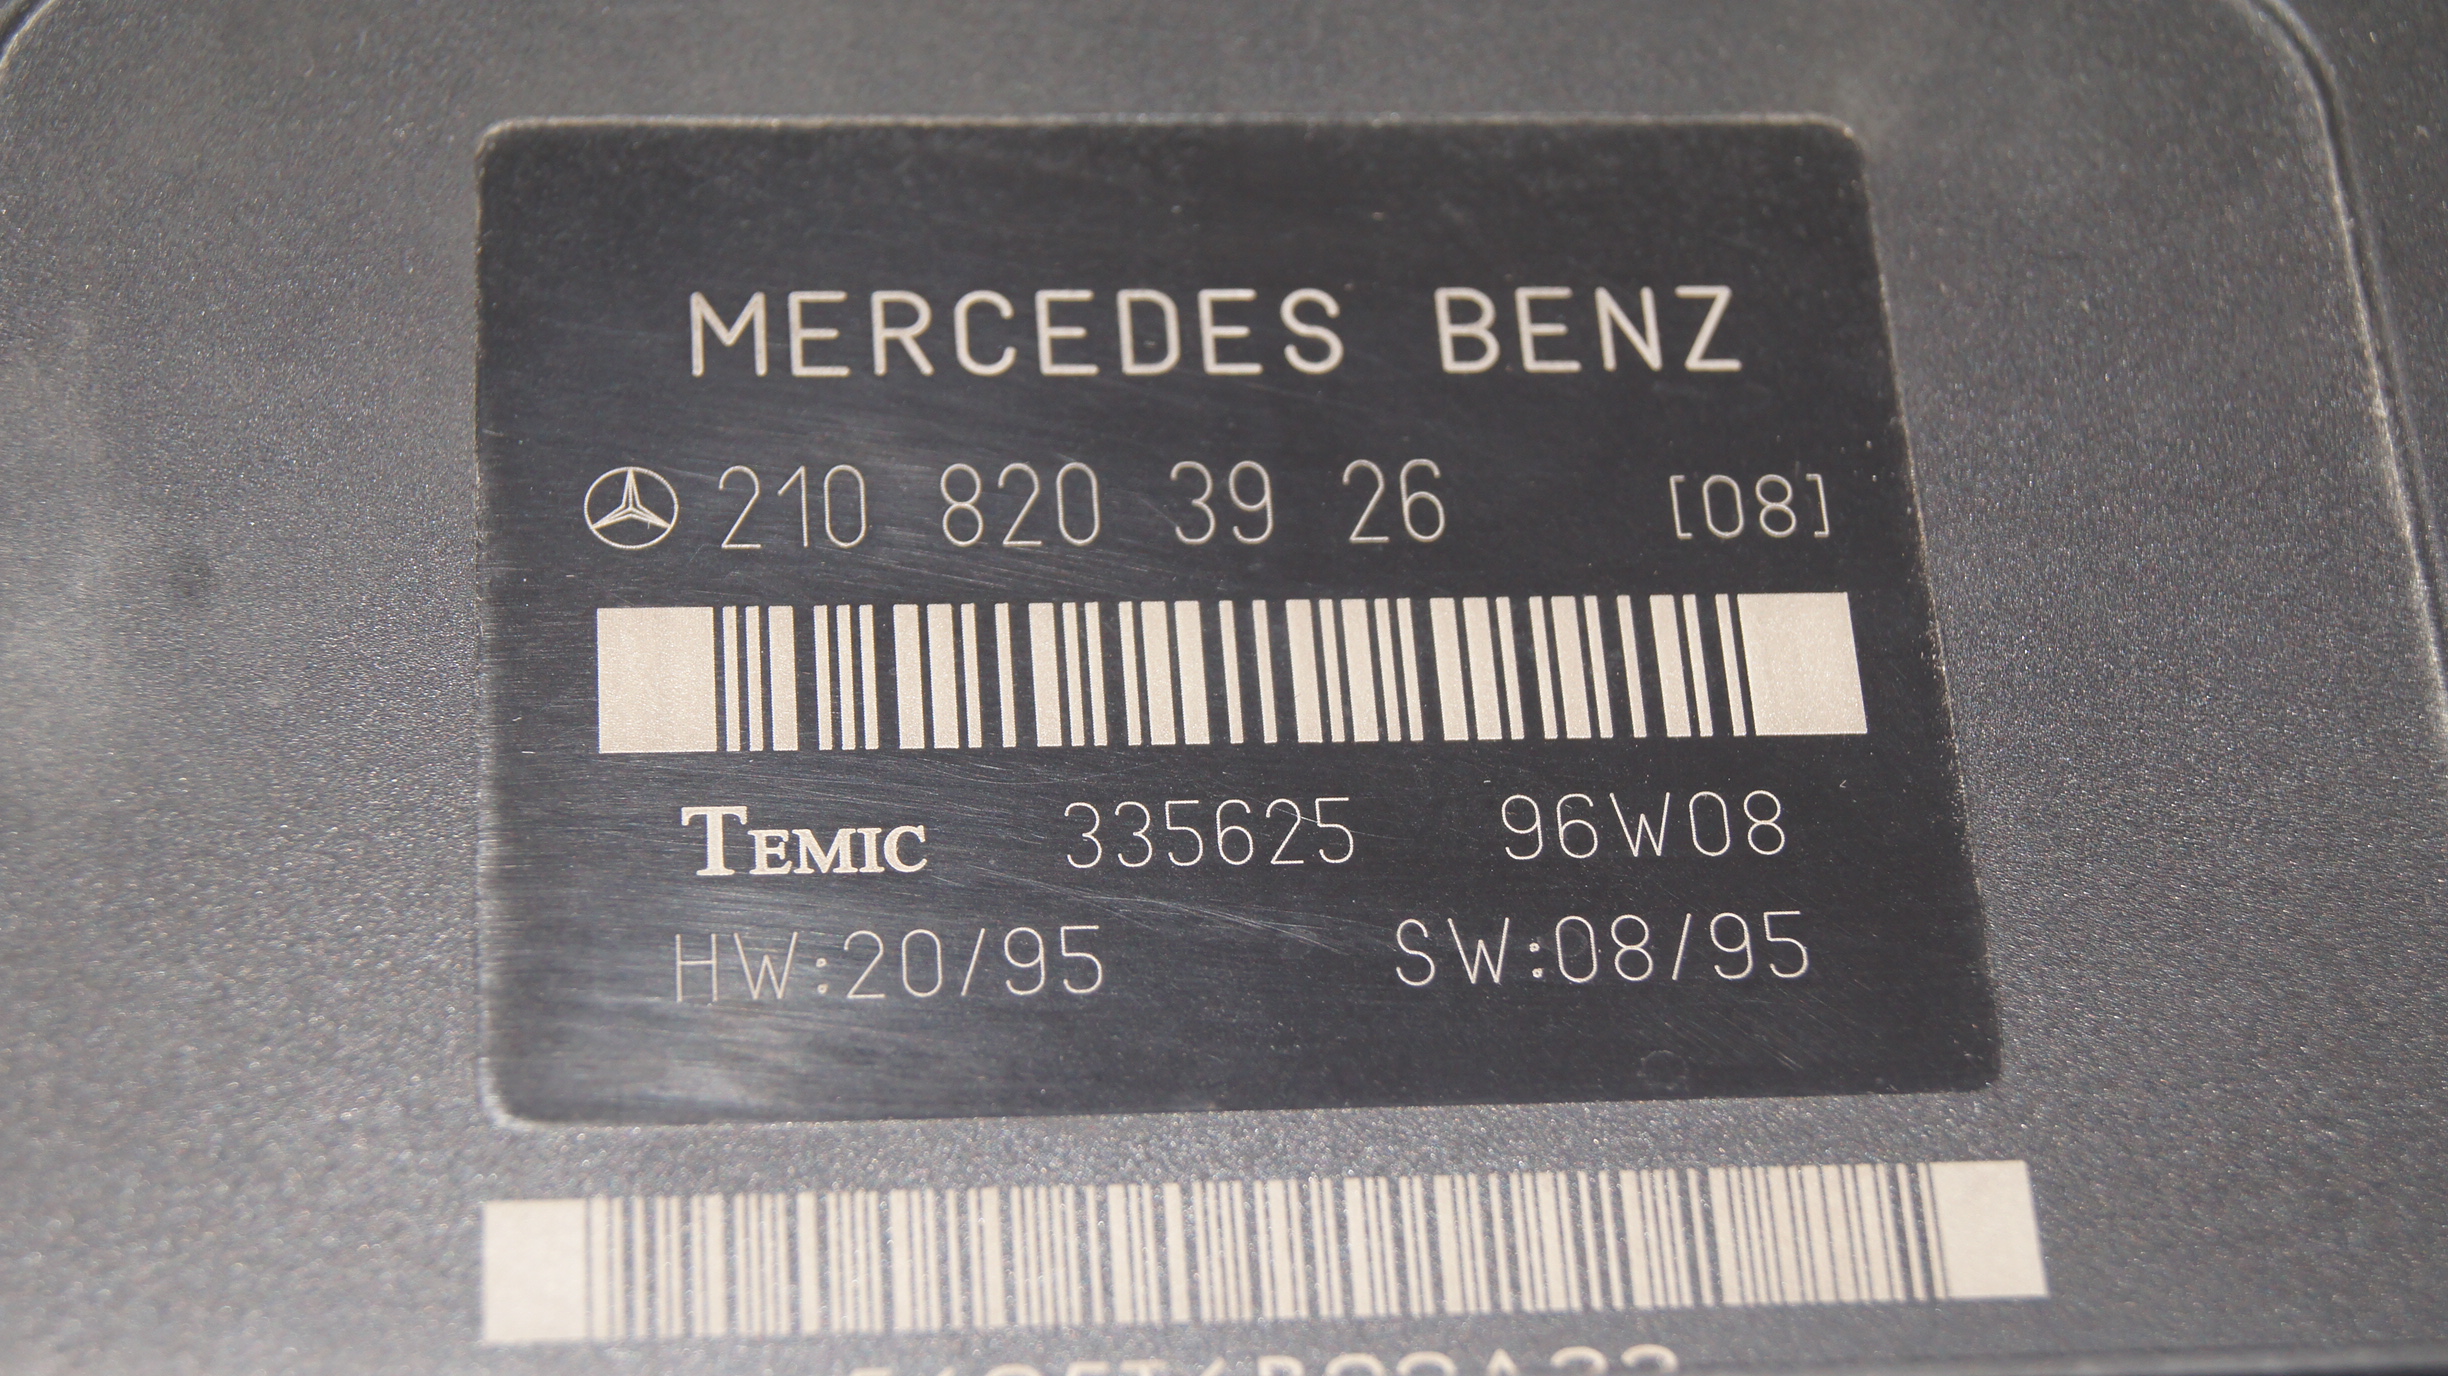 MERCEDES BENZ
210 820 39 26 [08]
TEMIC 335625 96W08
HW:20/95 SW:08/95